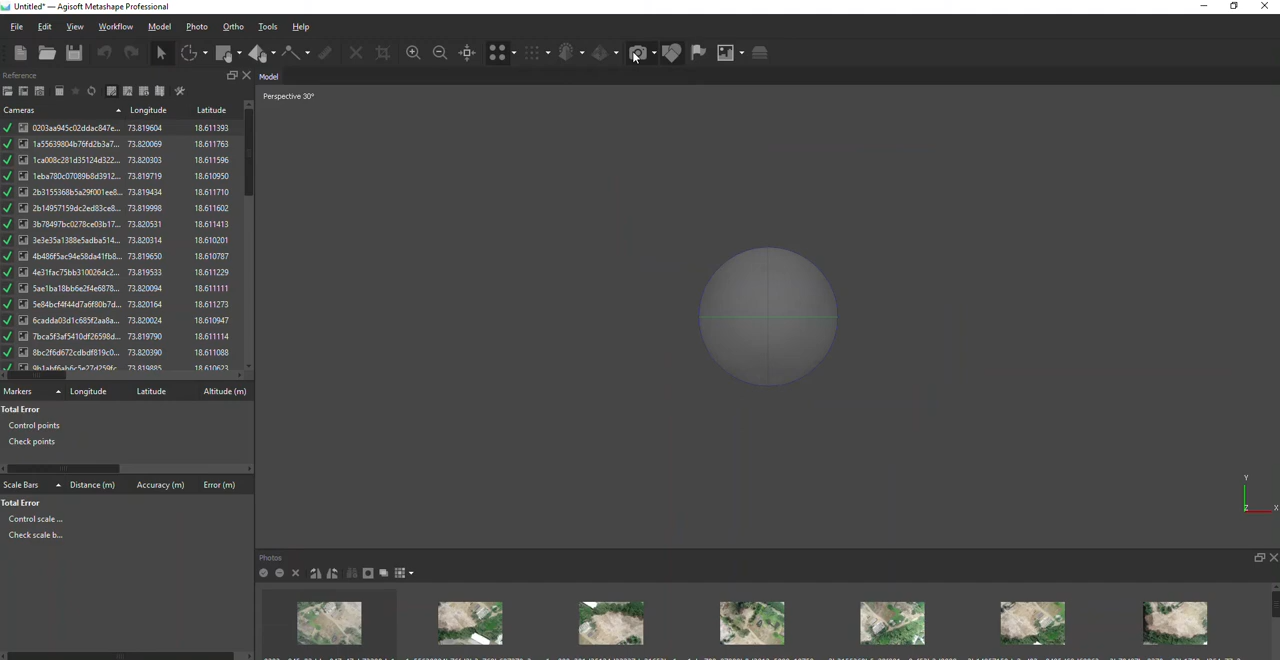 Untitled* — Agisoft Metashape Professional
File Edit View Workflow Model Photo Ortho Tools Help
Reference
Model
Perspective 30°
Cameras Longitude Latitude
0203aa945c02ddac847e... 73.819604 18.611393
1a55639804b76fd2b3a7... 73.820069 18.611763
1ca008c281d35124d322... 73.820303 18.611596
1eba780c07089b8d3912... 73.819719 18.610950
2b3155368b5a29f001ee8... 73.819434 18.611710
2b14957159dc2ed83ce8... 73.819998 18.611602
3b78497bc0278ce03b17... 73.820531 18.611413
3e3e35a1388e5adba514... 73.820314 18.610201
4b486f5ac94e58da41fb8... 73.819650 18.610787
4e31fac75bb310026dc2... 73.819533 18.611229
5ae1ba18bb6e2f4e6878... 73.820094 18.611111
5e84bcf4f44d7a6f80b7d... 73.820164 18.611273
6cadda03d1c685f2aa8a... 73.820024 18.610947
7bca5f3af5410df26598d... 73.819790 18.611114
8bc2f6d672cdbdf819c0... 73.820390 18.611088
9b1abf6ab6c5e27d259fc... 73.819885 18.610623
Markers Longitude Latitude Altitude (m)
Total Error
Control points
Check points
Scale Bars Distance (m) Accuracy (m) Error (m)
Total Error
Control scale ...
Check scale b...
Y
Z X
Photos